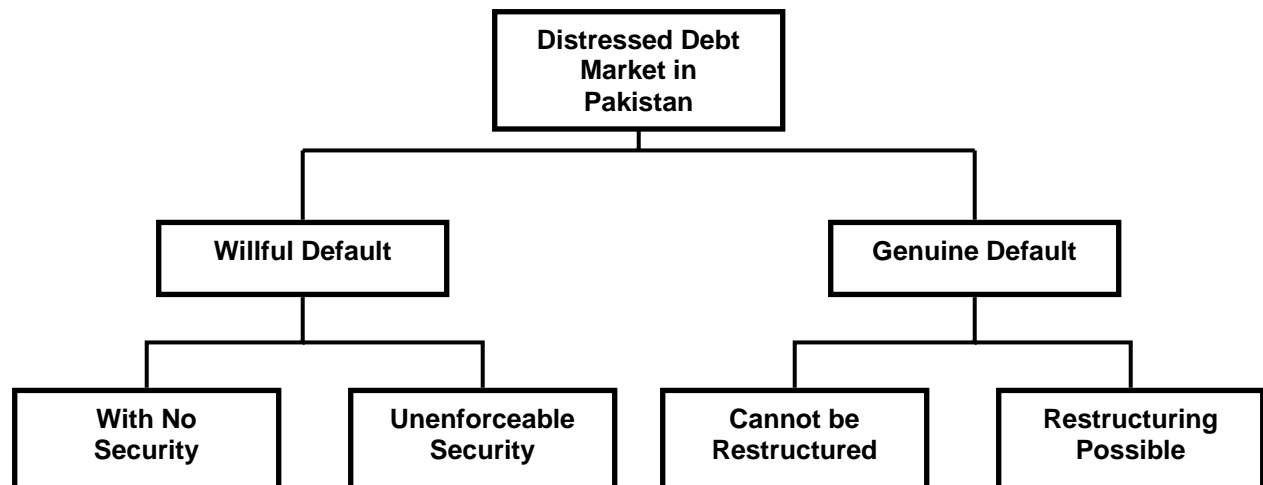 Distressed Debt
Market in
Pakistan
Willful Default
Genuine Default
With No
Security
Unenforceable
Security
Cannot be
Restructured
Restructuring
Possible